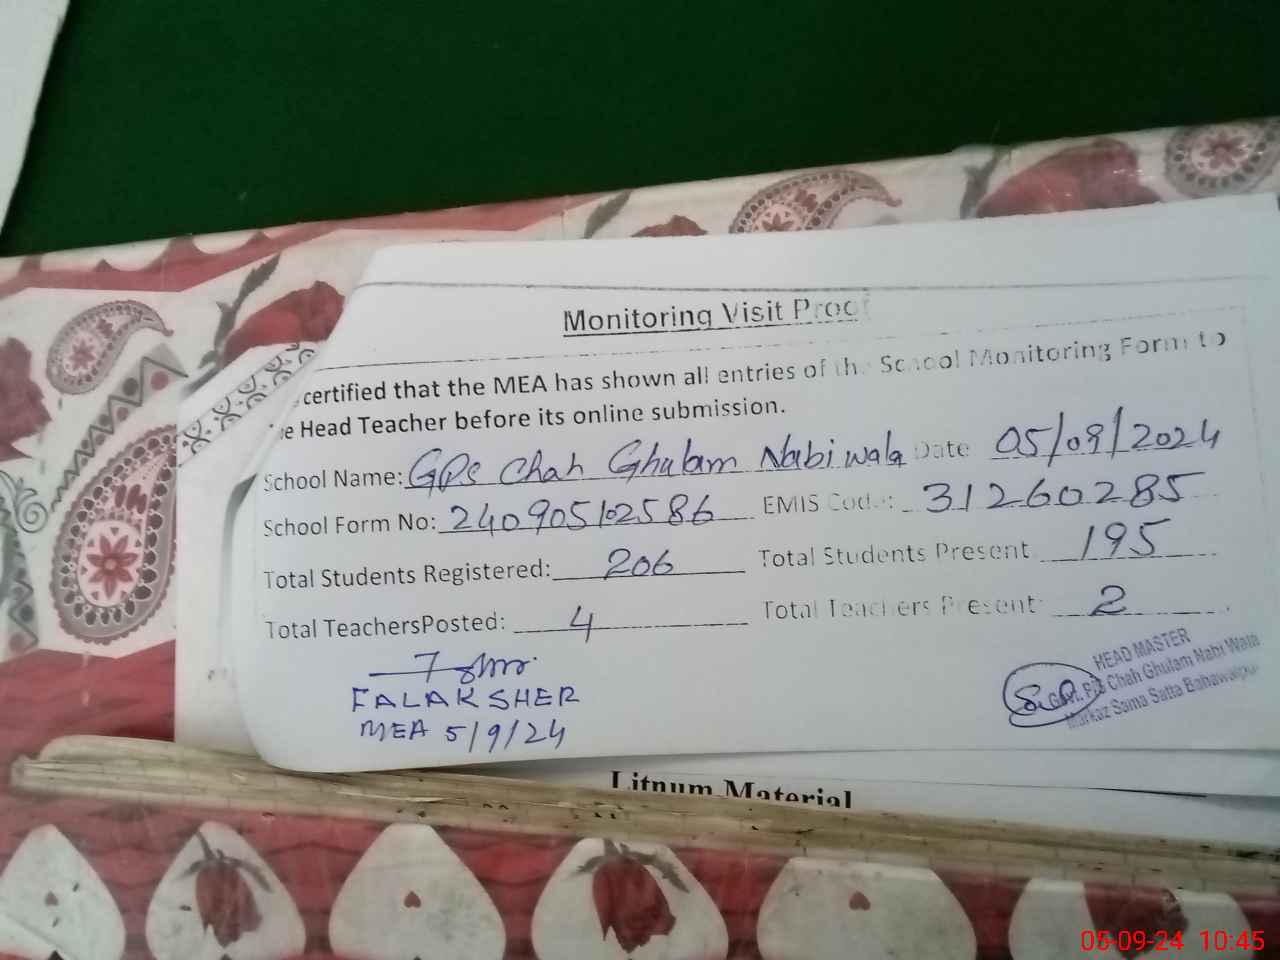 Monitoring Visit Proof
certified that the MEA has shown all entries of the School Monitoring Form to
Head Teacher before its online submission.
School Name: GPS Chah Ghulam Nabi wala Date 05/09/2024
School Form No: 240905102586 EMIS Code: 31260285
Total Students Registered: 206 Total Students Present 195
Total TeachersPosted: 4 Total Teachers Present 2
FALAK SHER
MEA 5/9/24
HEAD MASTER
Govt. P/S Chah Ghulam Nabi Wala
Markaz Sama Satta Bahawalpur
Litnum Material
05-09-24 10:45